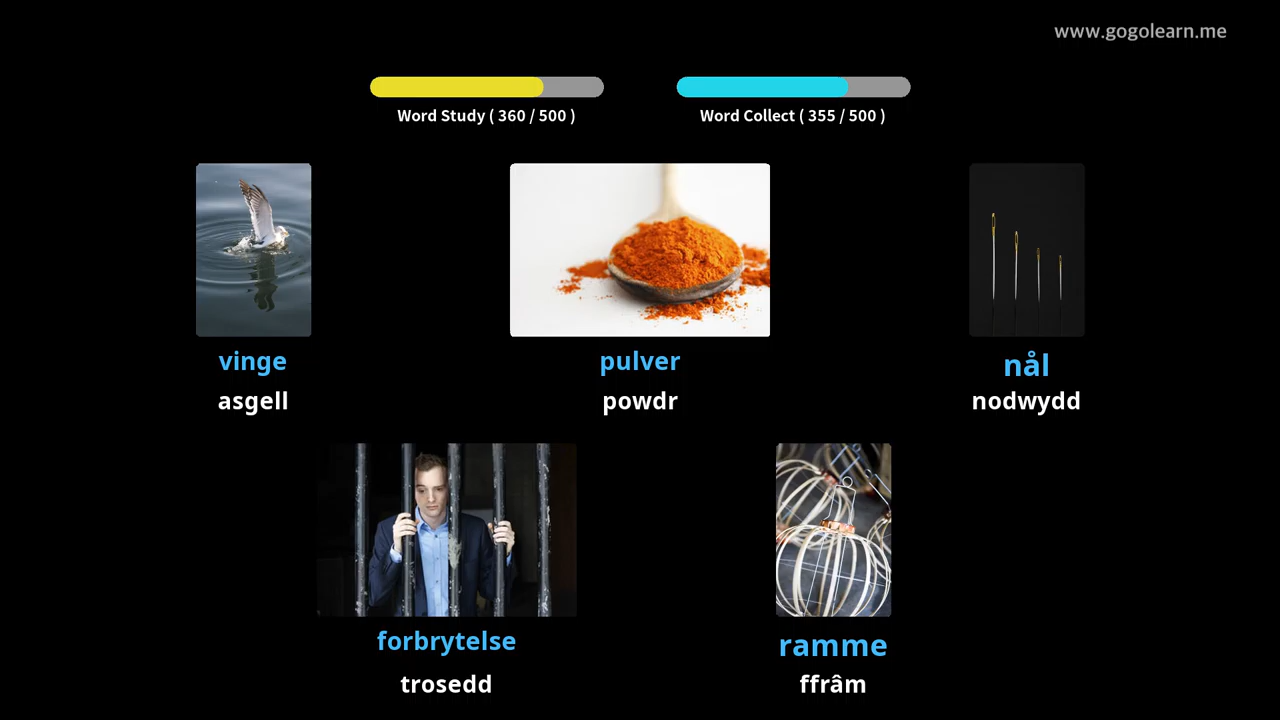 www.gogolearn.me
Word Study ( 360 / 500 )
Word Collect ( 355 / 500 )
vinge
asgell
pulver
powdr
nål
nodwydd
forbrytelse
trosedd
ramme
ffrâm